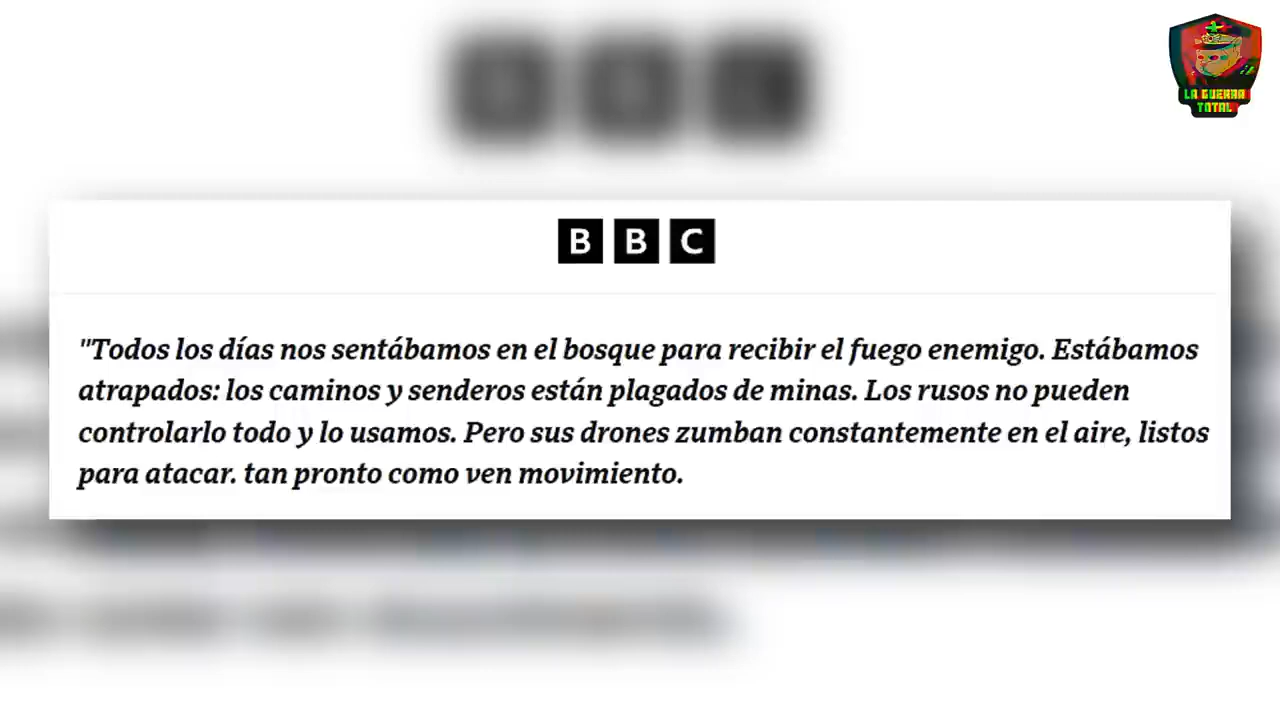 LA GUERRA
TOTAL
BBC
"Todos los días nos sentábamos en el bosque para recibir el fuego enemigo. Estábamos
atrapados: los caminos y senderos están plagados de minas. Los rusos no pueden
controlarlo todo y lo usamos. Pero sus drones zumban constantemente en el aire, listos
para atacar. tan pronto como ven movimiento.